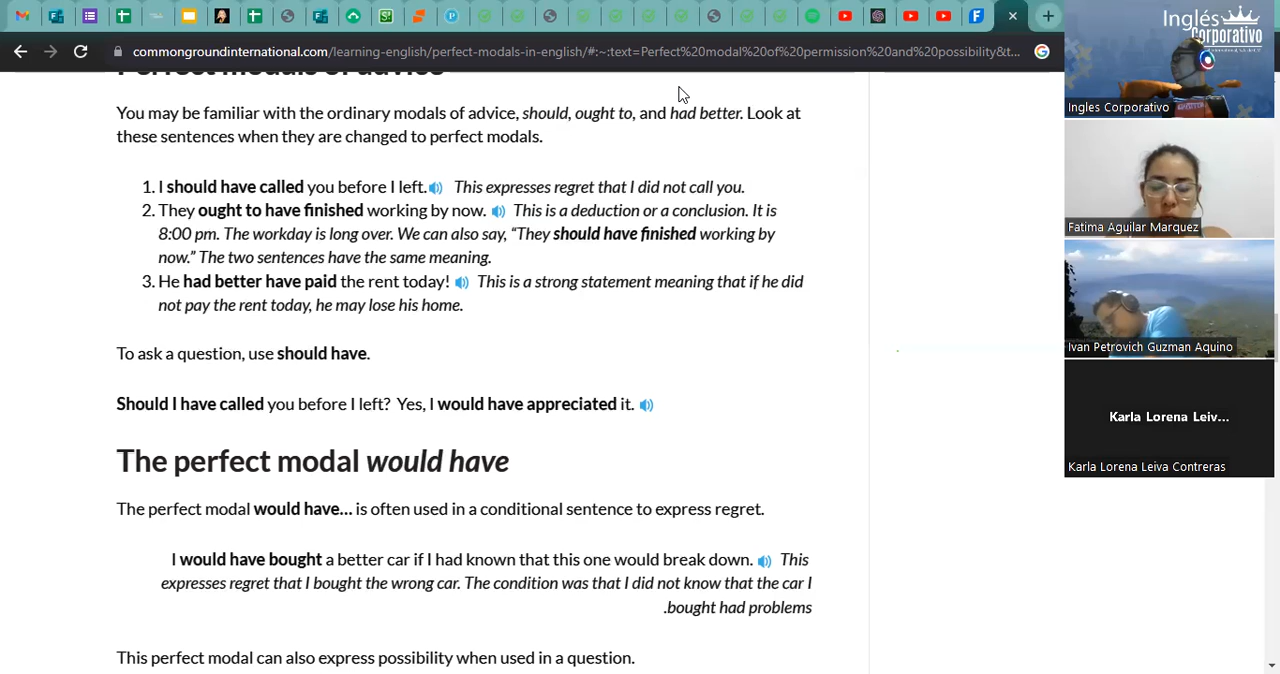 commongroundinternational.com/learning-english/perfect-modals-in-english/#:~:text=Perfect%20modal%20of%20permission%20and%20possibility&t...
Perfect modals of advice
You may be familiar with the ordinary modals of advice, should, ought to, and had better. Look at
these sentences when they are changed to perfect modals.
1. I should have called you before I left. This expresses regret that I did not call you.
2. They ought to have finished working by now. This is a deduction or a conclusion. It is
8:00 pm. The workday is long over. We can also say, “They should have finished working by
now.” The two sentences have the same meaning.
3. He had better have paid the rent today! This is a strong statement meaning that if he did
not pay the rent today, he may lose his home.
To ask a question, use should have.
Should I have called you before I left? Yes, I would have appreciated it.
The perfect modal would have
The perfect modal would have... is often used in a conditional sentence to express regret.
I would have bought a better car if I had known that this one would break down. This
expresses regret that I bought the wrong car. The condition was that I did not know that the car I
.bought had problems
This perfect modal can also express possibility when used in a question.
Inglés
Corporativo
Ingles Corporativo
Fatima Aguilar Marquez
Ivan Petrovich Guzman Aquino
Karla Lorena Leiv...
Karla Lorena Leiva Contreras